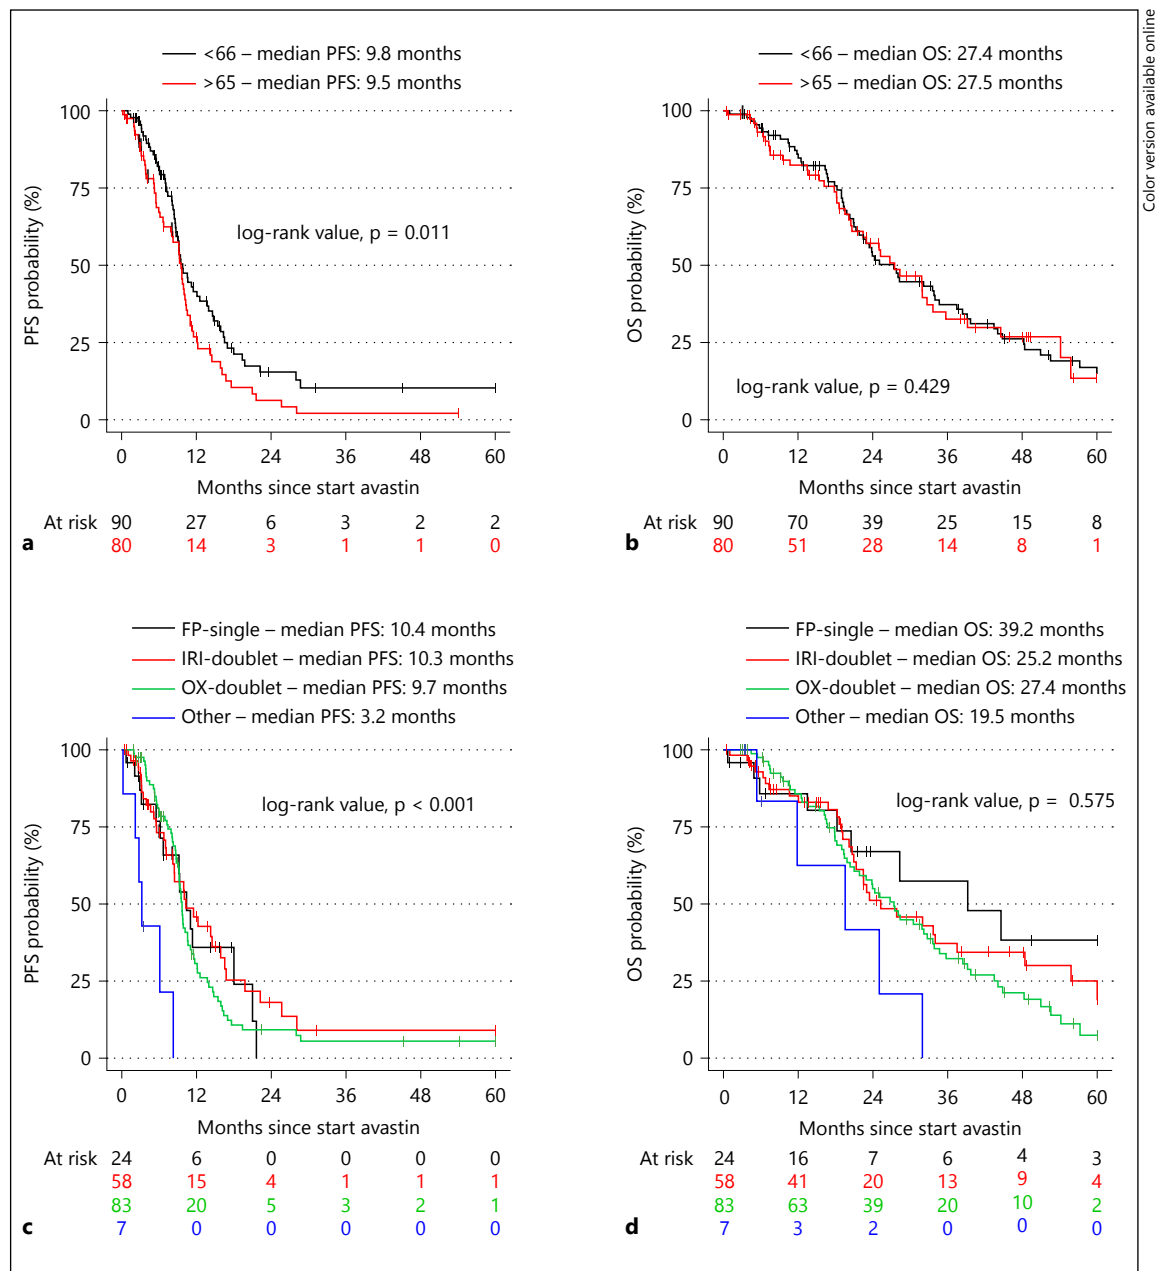 Color version available online
<66 – median PFS: 9.8 months
>65 – median PFS: 9.5 months
100
75
50
25
0
PFS probability (%)
log-rank value, p = 0.011
0 12 24 36 48 60
Months since start avastin
At risk 90 27 6 3 2 2
80 14 3 1 1 0
a
<66 – median OS: 27.4 months
>65 – median OS: 27.5 months
100
75
50
25
0
OS probability (%)
log-rank value, p = 0.429
0 12 24 36 48 60
Months since start avastin
At risk 90 70 39 25 15 8
80 51 28 14 8 1
b
FP-single – median PFS: 10.4 months
IRI-doublet – median PFS: 10.3 months
OX-doublet – median PFS: 9.7 months
Other – median PFS: 3.2 months
100
75
50
25
0
PFS probability (%)
log-rank value, p < 0.001
0 12 24 36 48 60
Months since start avastin
At risk 24 6 0 0 0 0
58 15 4 1 1 1
83 20 5 3 2 1
7 0 0 0 0 0
c
FP-single – median OS: 39.2 months
IRI-doublet – median OS: 25.2 months
OX-doublet – median OS: 27.4 months
Other – median OS: 19.5 months
100
75
50
25
0
OS probability (%)
log-rank value, p = 0.575
0 12 24 36 48 60
Months since start avastin
At risk 24 16 7 6 4 3
58 41 20 13 9 4
83 63 39 20 10 2
7 3 2 0 0 0
d